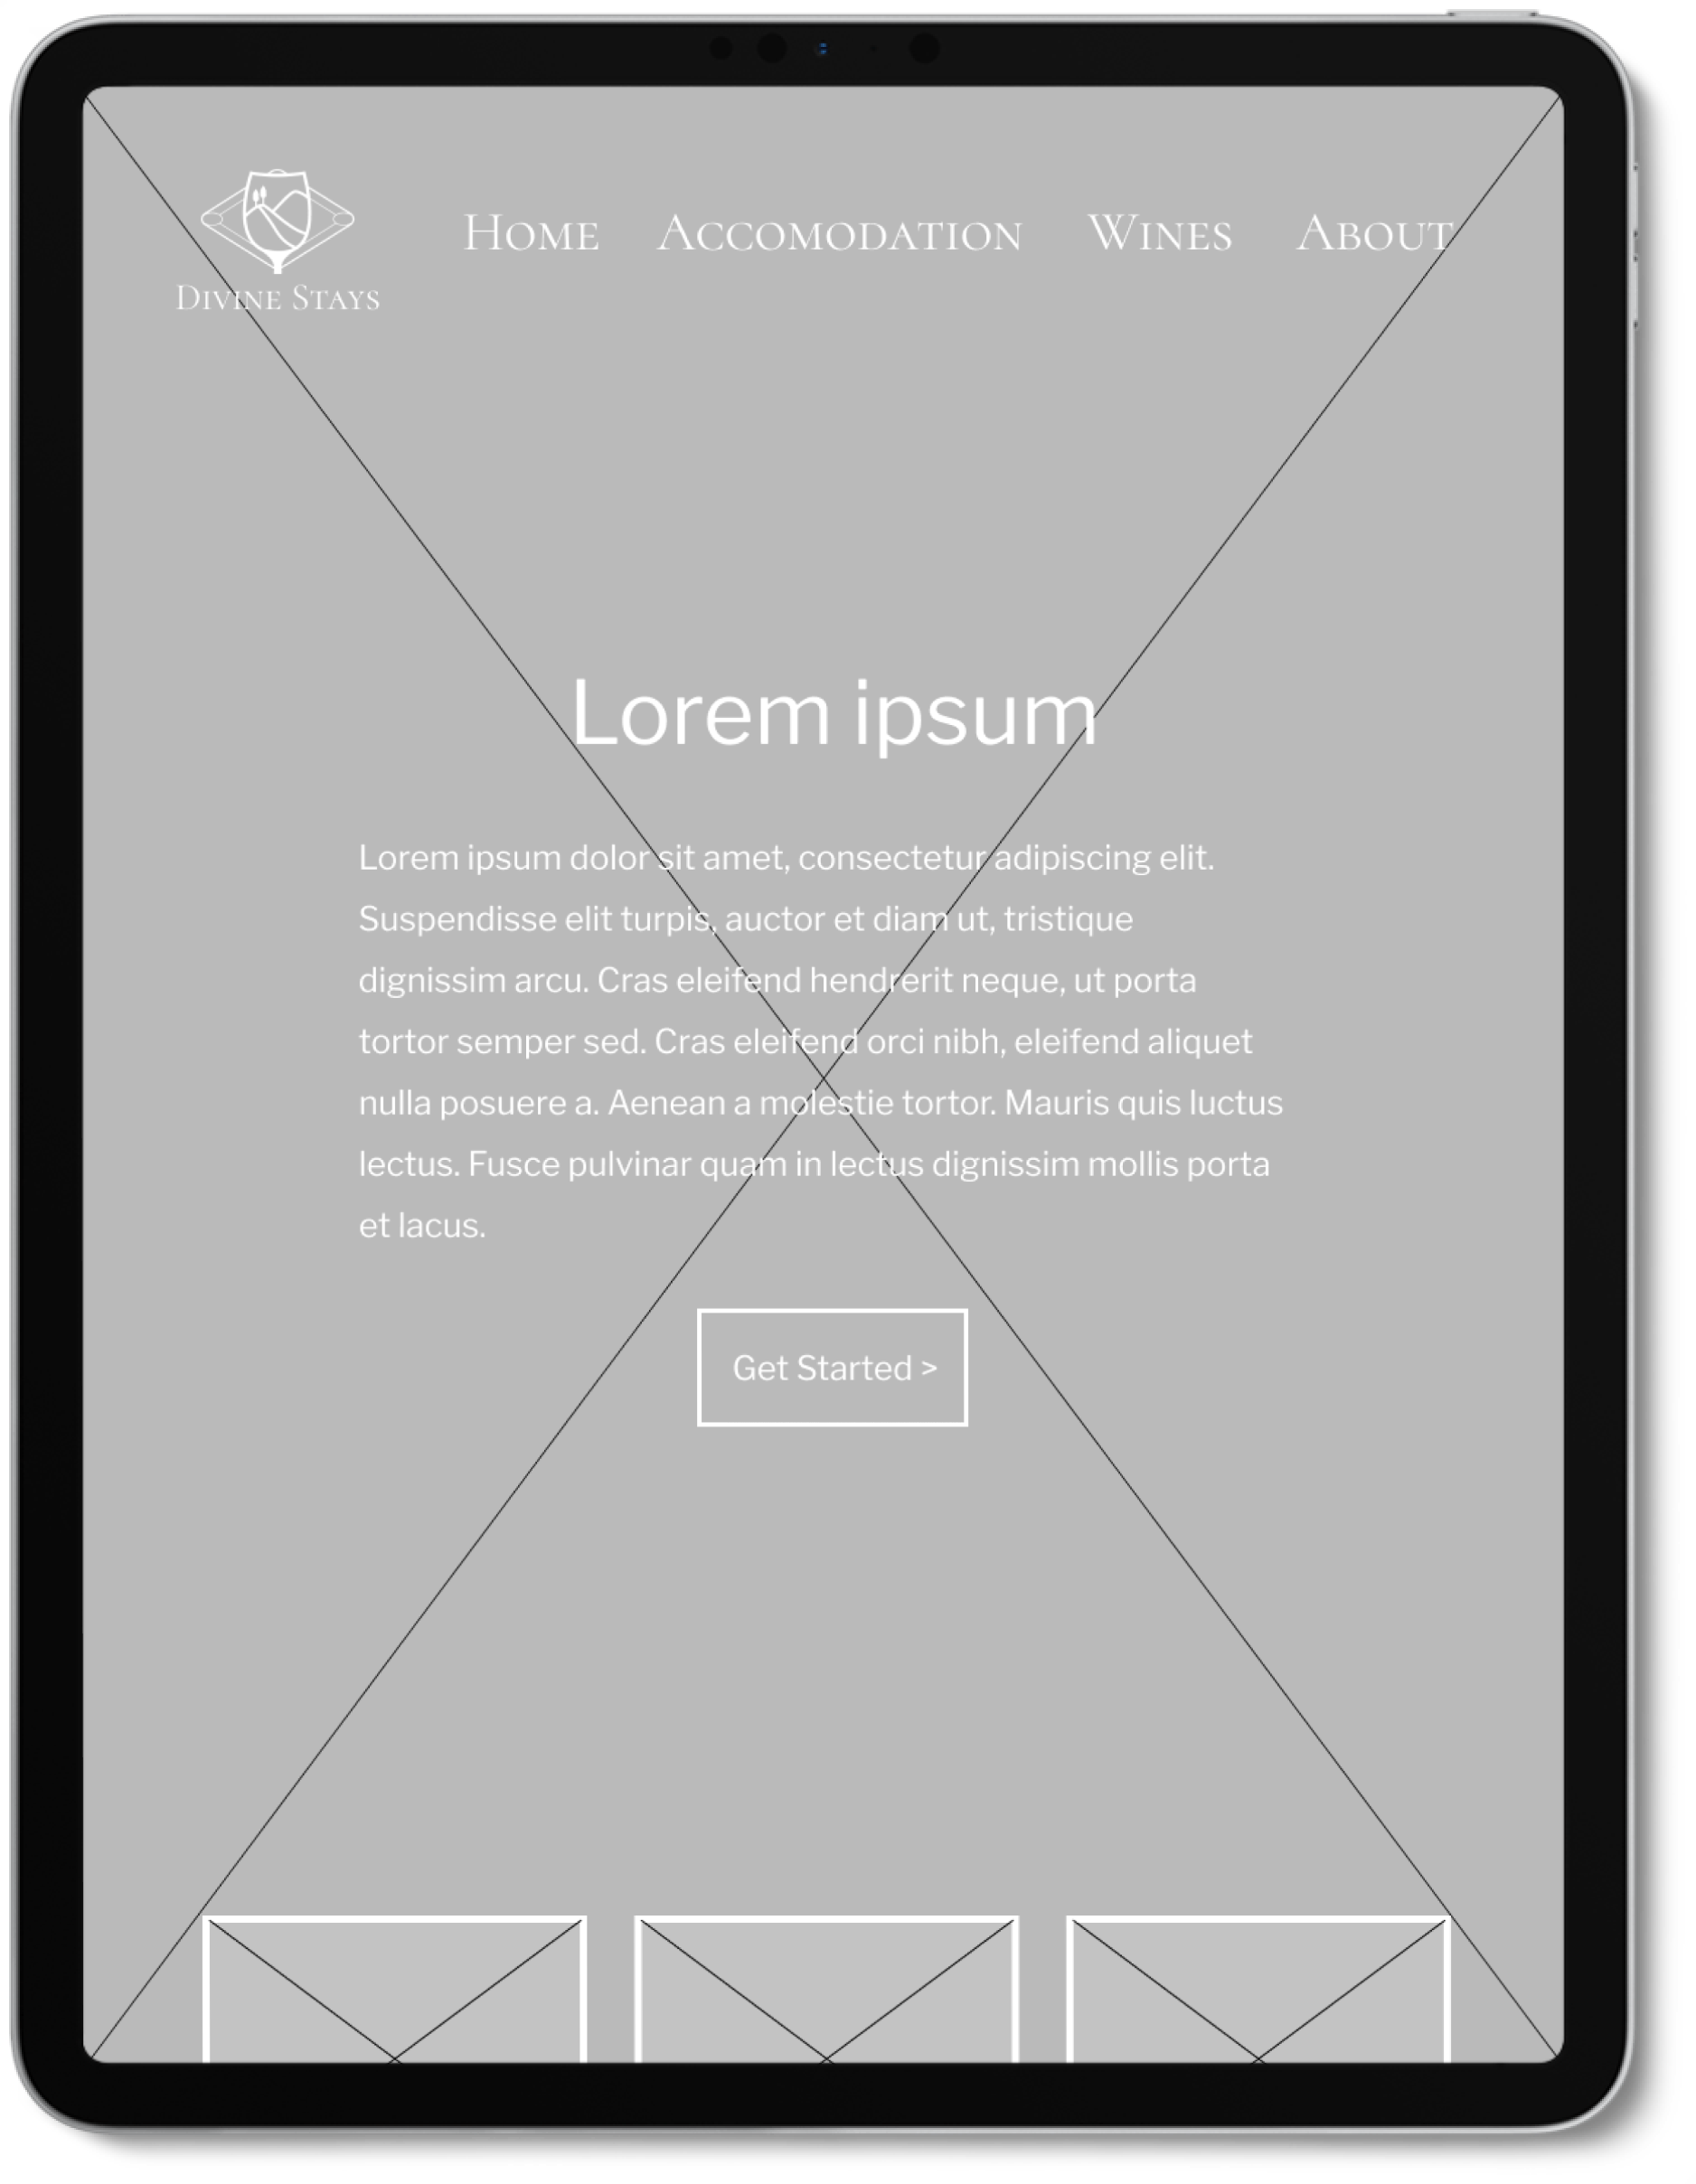 Divine Stays
Home Accomodation Wines About
Lorem ipsum
Lorem ipsum dolor sit amet, consectetur adipiscing elit.
Suspendisse elit turpis, auctor et diam ut, tristique
dignissim arcu. Cras eleifend hendrerit neque, ut porta
tortor semper sed. Cras eleifend orci nibh, eleifend aliquet
nulla posuere a. Aenean a molestie tortor. Mauris quis luctus
lectus. Fusce pulvinar quam in lectus dignissim mollis porta
et lacus.
Get Started >